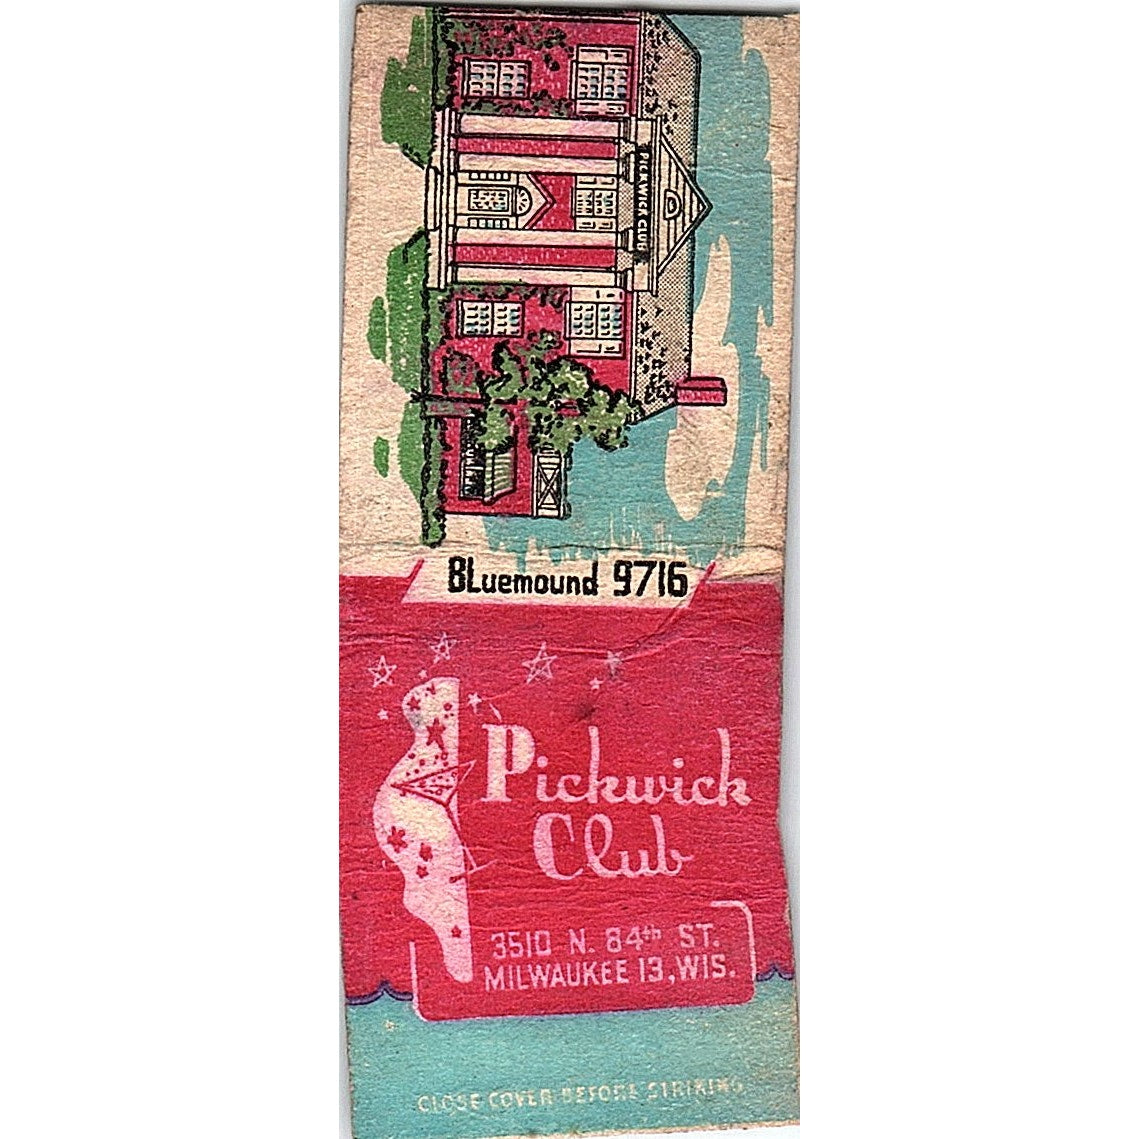 PICKWICK CLUB
BLuemound 9716
Pickwick
Club
3510 N. 84th ST.
MILWAUKEE 13, WIS.
CLOSE COVER BEFORE STRIKING